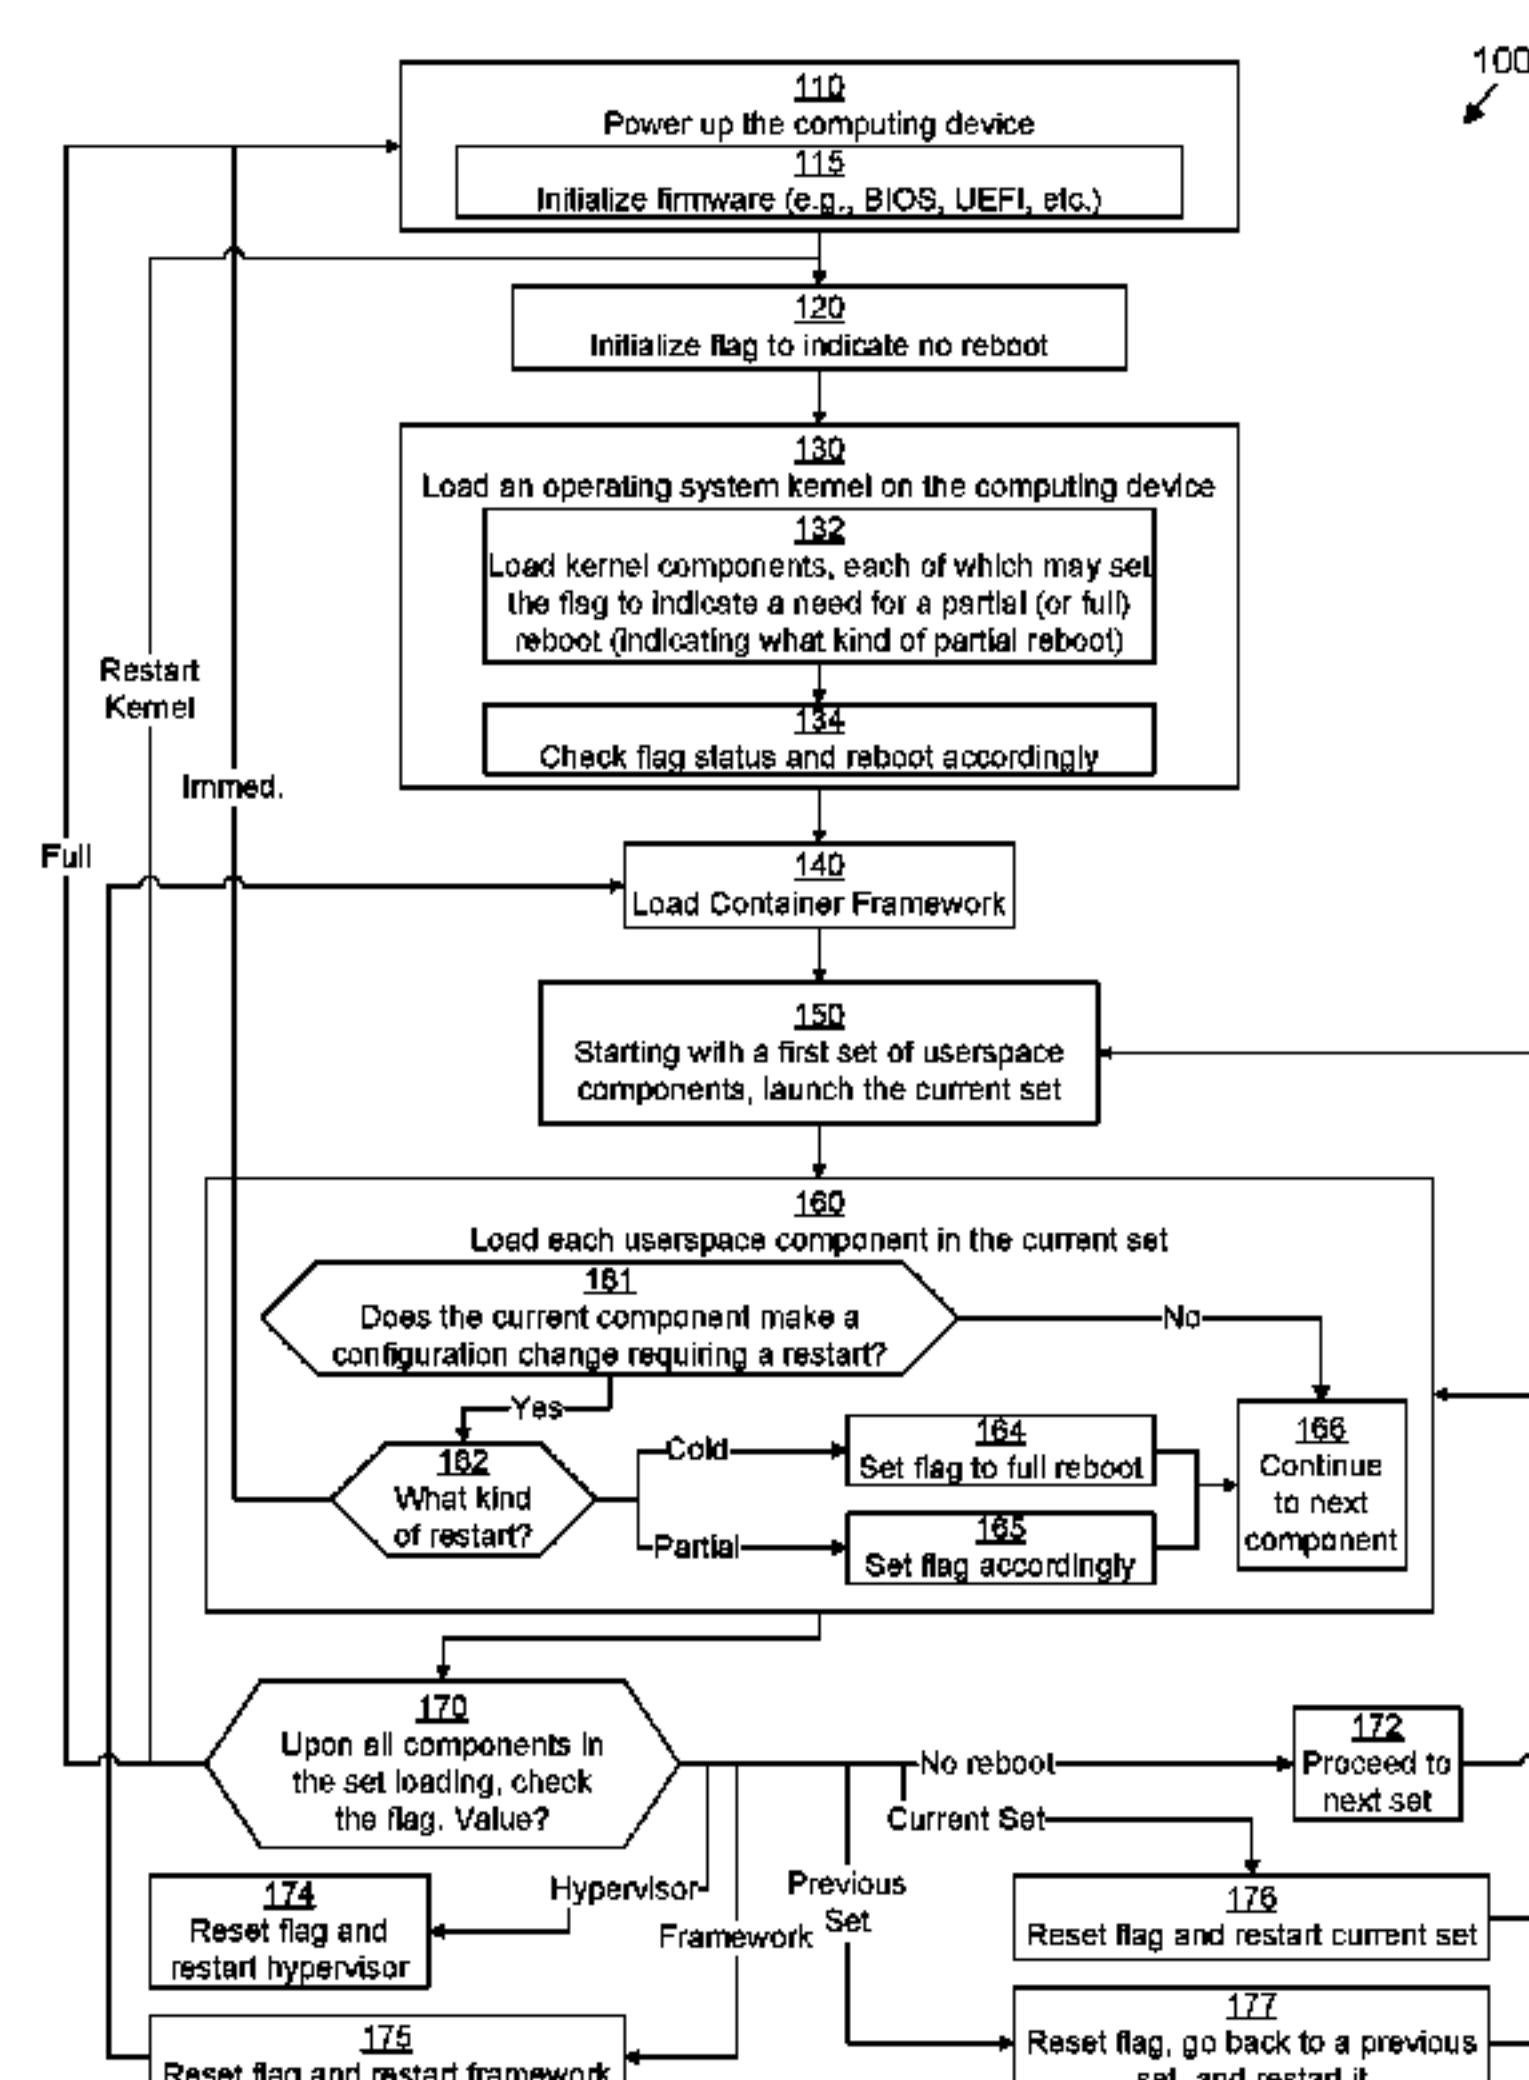 100
110
Power up the computing device
115
Initialize firmware (e.g., BIOS, UEFI, etc.)
120
Initialize flag to indicate no reboot
130
Load an operating system kernel on the computing device
132
Load kernel components, each of which may set
the flag to indicate a need for a partial (or full)
reboot (indicating what kind of partial reboot)
134
Check flag status and reboot accordingly
Restart
Kernel
Immed.
Full
140
Load Container Framework
150
Starting with a first set of userspace
components, launch the current set
160
Load each userspace component in the current set
161
Does the current component make a
configuration change requiring a restart?
No
Yes
162
What kind
of restart?
Cold
164
Set flag to full reboot
Partial
165
Set flag accordingly
166
Continue
to next
component
170
Upon all components in
the set loading, check
the flag. Value?
No reboot
172
Proceed to
next set
Current Set
Hypervisor
Previous
Set
Framework
174
Reset flag and
restart hypervisor
176
Reset flag and restart current set
175
Reset flag and restart framework
177
Reset flag, go back to a previous
set, and restart it